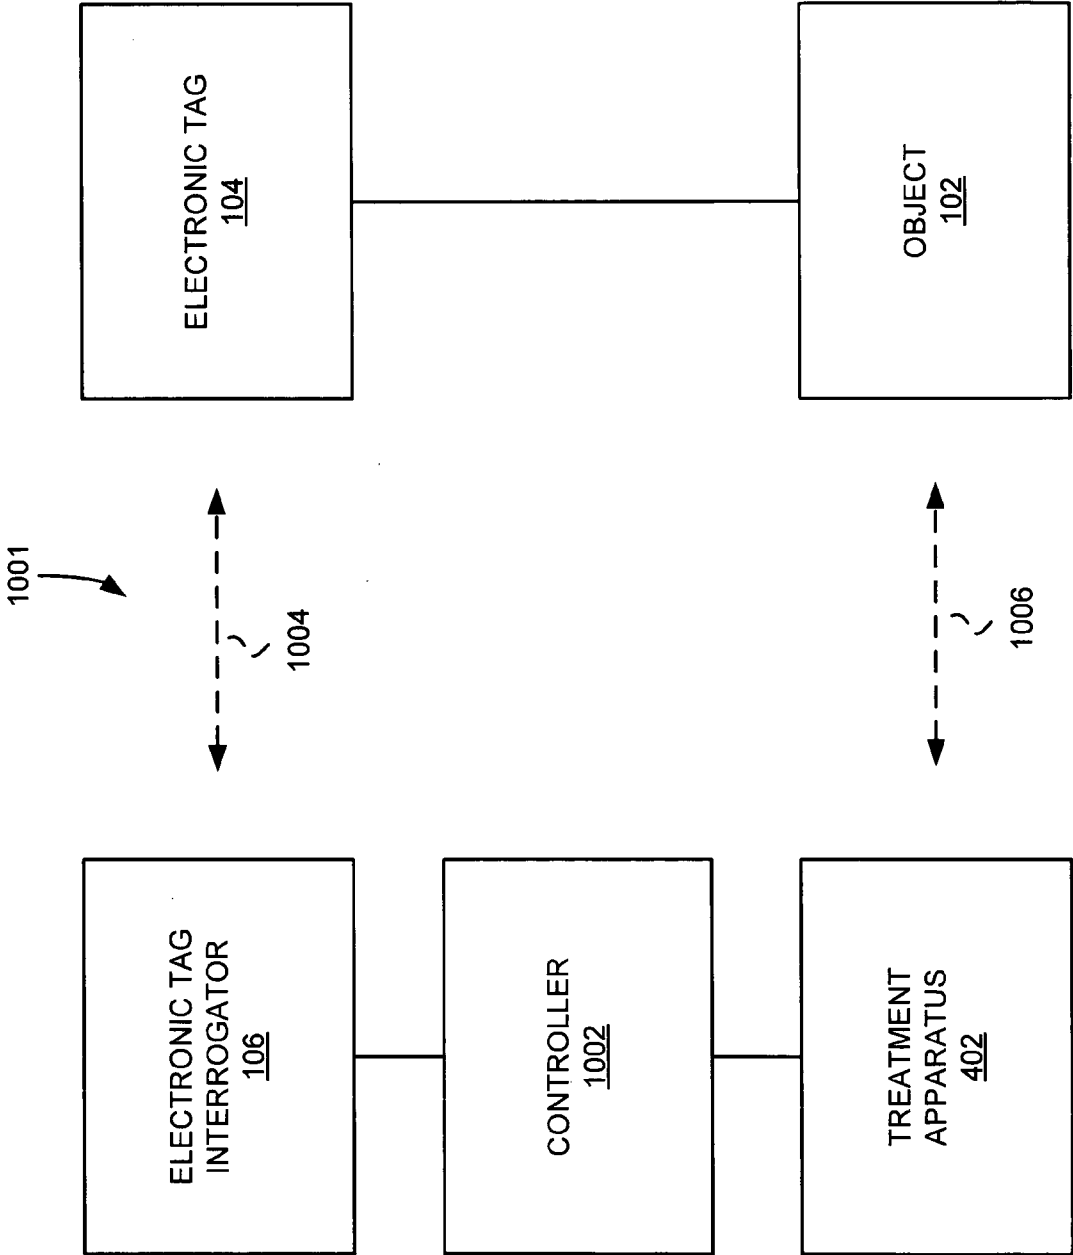 1001
ELECTRONIC TAG
INTERROGATOR
106
1004
ELECTRONIC TAG
104
CONTROLLER
1002
TREATMENT
APPARATUS
402
1006
OBJECT
102